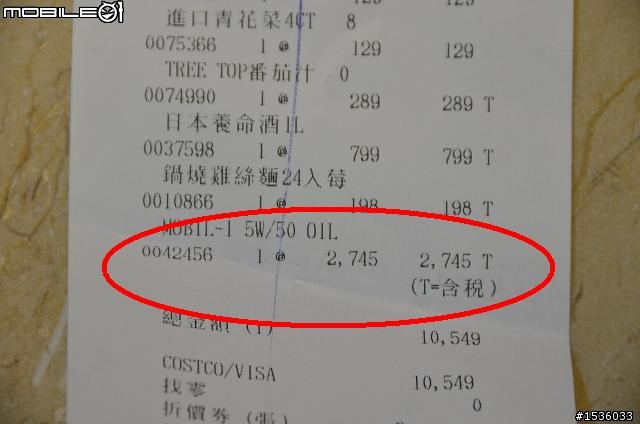 MOBILE01
129 129
進口青花菜4CT 8
0075366 1 @ 129 129
TREE TOP番茄汁 0
0074990 1 @ 289 289 T
日本養命酒1L
0037598 1 @ 799 799 T
鍋燒雞絲麵24入每
0010866 1 @ 198 198 T
MOBIL-1 5W/50 OIL
0042456 1 @ 2,745 2,745 T
(T=含稅)
總金額 (T)
10,549
COSTCO/VISA
10,549
找零
0
折價券 (張)
#1536033